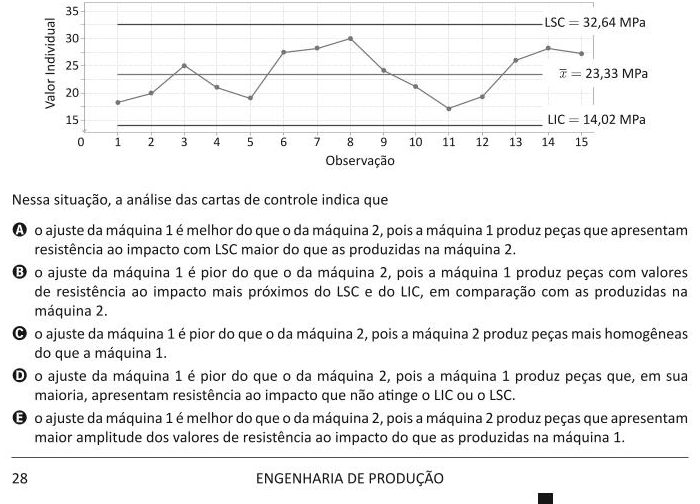 35
30
25
20
15
Valor Individual
LSC = 32,64 MPa
x̅ = 23,33 MPa
LIC = 14,02 MPa
0 1 2 3 4 5 6 7 8 9 10 11 12 13 14 15
Observação
Nessa situação, a análise das cartas de controle indica que
A o ajuste da máquina 1 é melhor do que o da máquina 2, pois a máquina 1 produz peças que apresentam
resistência ao impacto com LSC maior do que as produzidas na máquina 2.
B o ajuste da máquina 1 é pior do que o da máquina 2, pois a máquina 1 produz peças com valores
de resistência ao impacto mais próximos do LSC e do LIC, em comparação com as produzidas na
máquina 2.
C o ajuste da máquina 1 é pior do que o da máquina 2, pois a máquina 2 produz peças mais homogêneas
do que a máquina 1.
D o ajuste da máquina 1 é pior do que o da máquina 2, pois a máquina 1 produz peças que, em sua
maioria, apresentam resistência ao impacto que não atinge o LIC ou o LSC.
E o ajuste da máquina 1 é melhor do que o da máquina 2, pois a máquina 2 produz peças que apresentam
maior amplitude dos valores de resistência ao impacto do que as produzidas na máquina 1.
28 ENGENHARIA DE PRODUÇÃO